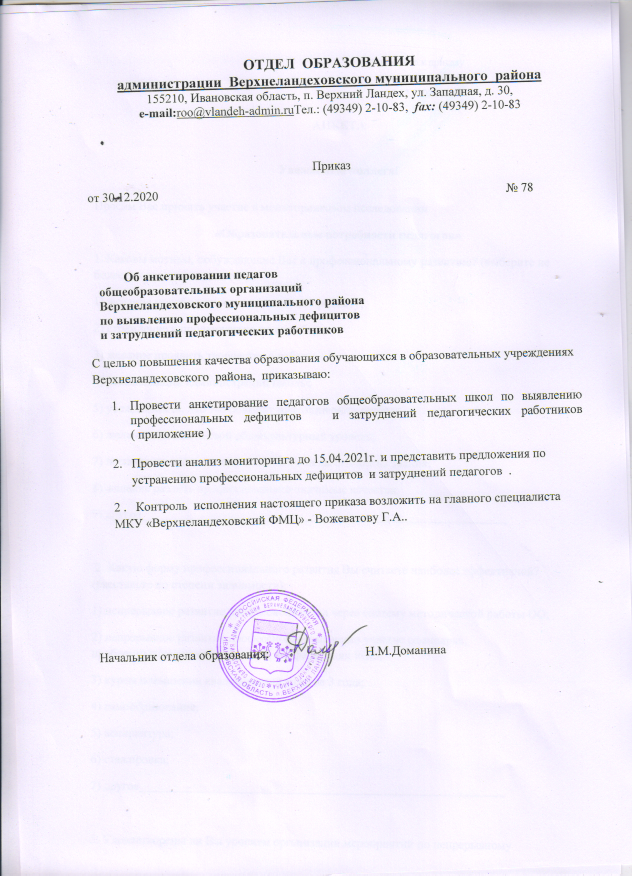 ОТДЕЛ ОБРАЗОВАНИЯ
администрации Верхнеландеховского муниципального района
155210, Ивановская область, п. Верхний Ландех, ул. Западная, д. 30,
e-mail:roo@vlandeh-admin.ruТел.: (49349) 2-10-83, fax: (49349) 2-10-83
Приказ
от 30.12.2020 № 78
Об анкетировании педагов
общеобразовательных организаций
Верхнеландеховского муниципального района
по выявлению профессиональных дефицитов
и затруднений педагогических работников
С целью повышения качества образования обучающихся в образовательных учреждениях
Верхнеландеховского района, приказываю:
1. Провести анкетирование педагогов общеобразовательных школ по выявлению
профессиональных дефицитов и затруднений педагогических работников
( приложение )
2. Провести анализ мониторинга до 15.04.2021г. и представить предложения по
устранению профессиональных дефицитов и затруднений педагогов .
2 . Контроль исполнения настоящего приказа возложить на главного специалиста
МКУ «Верхнеландеховский ФМЦ» - Вожеватову Г.А..
РОССИЙСКАЯ ФЕДЕРАЦИЯ
Начальник отдела образования: Н.М.Доманина